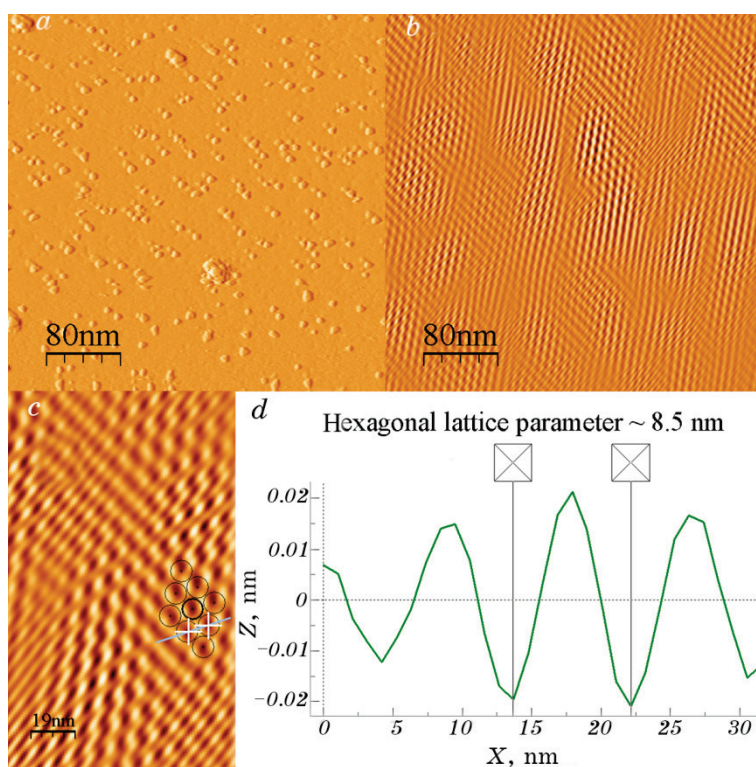 a
b
80nm
80nm
c
d
Hexagonal lattice parameter ~ 8.5 nm
0.02
0.01
0
−0.01
−0.02
Z, nm
0 5 10 15 20 25 30
X, nm
19nm